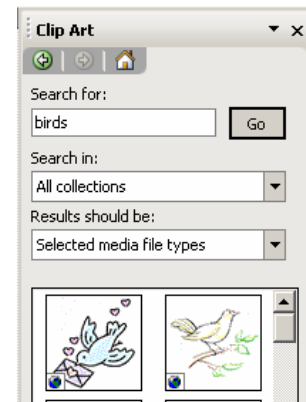 Clip Art
Search for:
birds
Go
Search in:
All collections
Results should be:
Selected media file types